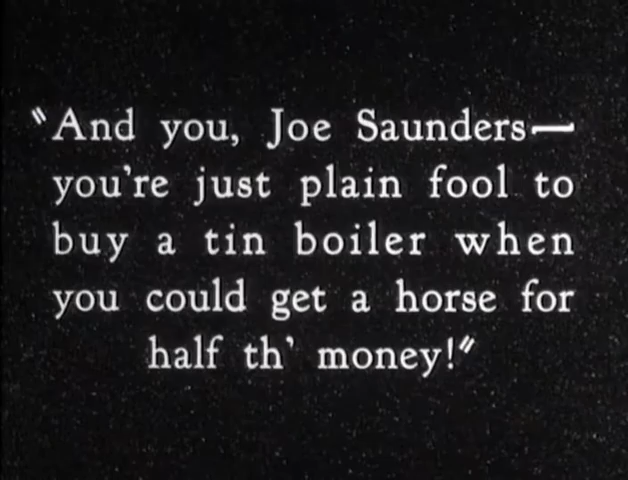 "And you, Joe Saunders—
you're just plain fool to
buy a tin boiler when
you could get a horse for
half th' money!"